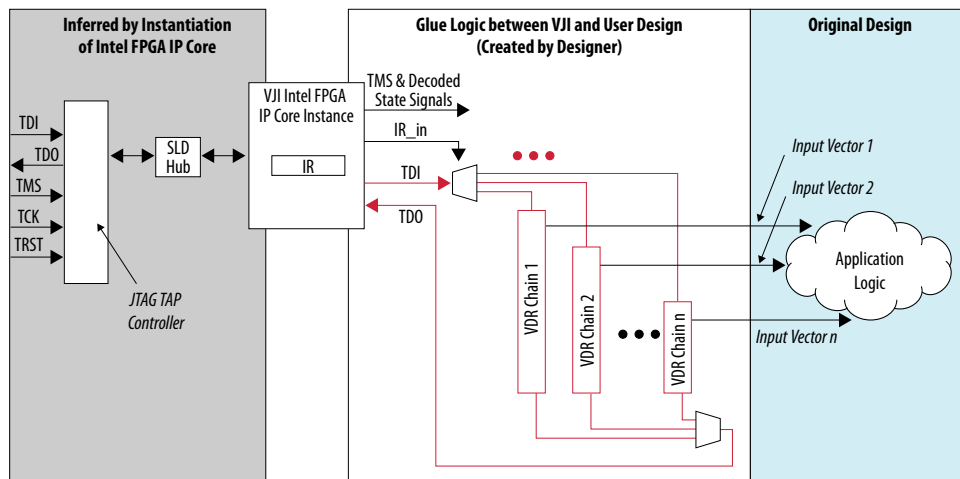 Inferred by Instantiation
of Intel FPGA IP Core
Glue Logic between VJI and User Design
(Created by Designer)
Original Design
TDI
TDO
TMS
TCK
TRST
SLD
Hub
JTAG TAP
Controller
VJI Intel FPGA
IP Core Instance
IR
TMS & Decoded
State Signals
IR_in
TDI
TDO
VDR Chain 1
VDR Chain 2
VDR Chain n
Input Vector 1
Input Vector 2
Application
Logic
Input Vector n